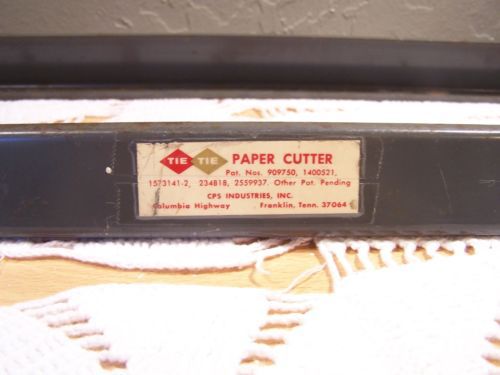 TIE TIE PAPER CUTTER
Pat. Nos. 909750, 1400521,
1573141-2, 234818, 2559937. Other Pat. Pending
CPS INDUSTRIES, INC.
Columbia Highway Franklin, Tenn. 37064